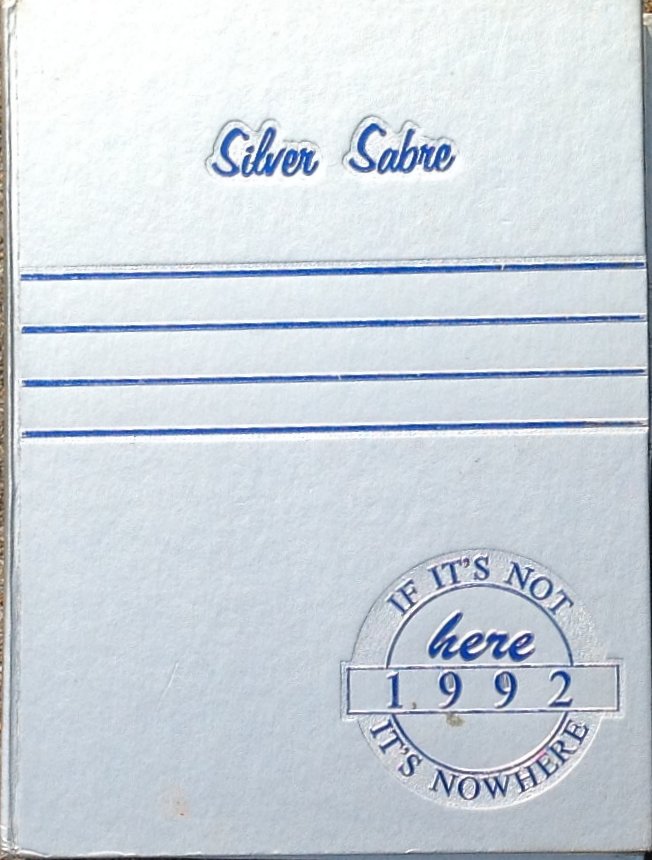 Silver Sabre
IF IT'S NOT
here
1992
IT'S NOWHERE